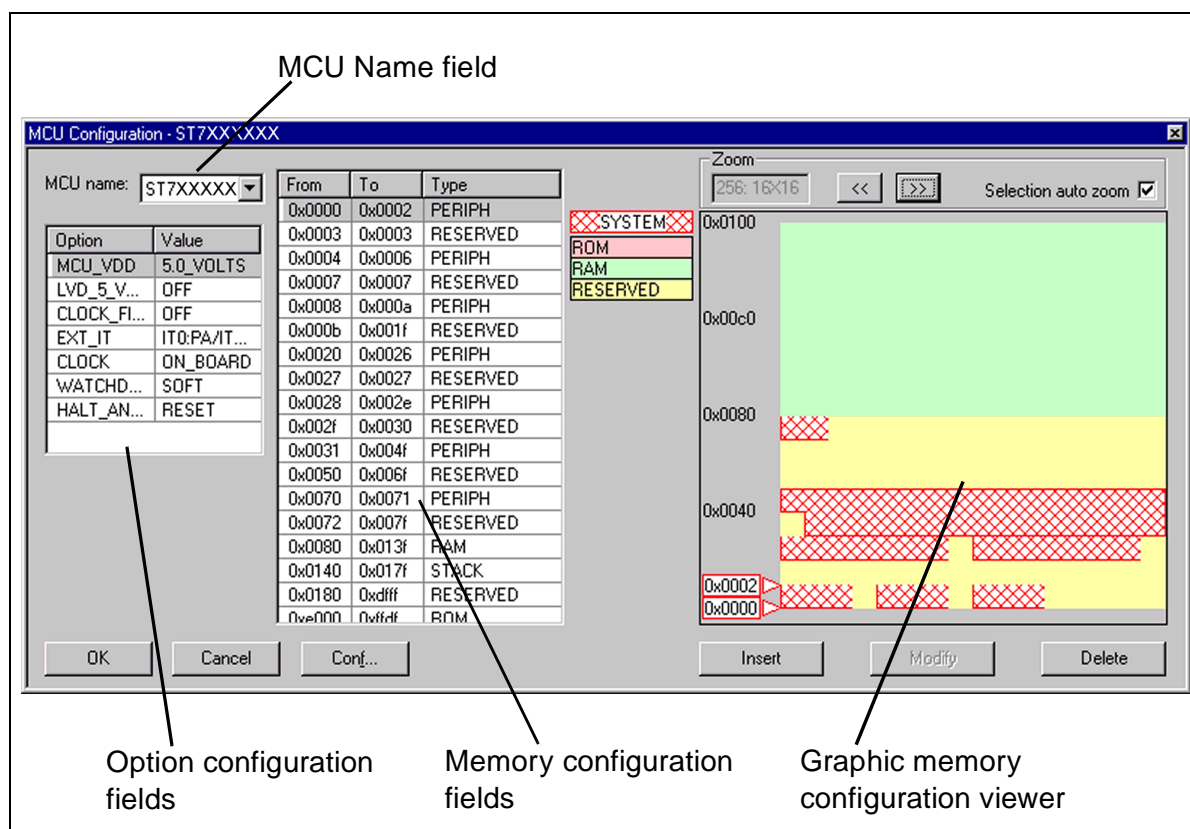 MCU Name field
MCU Configuration - ST7XXXXXX
MCU name: ST7XXXXX
Option Value
MCU_VDD 5.0_VOLTS
LVD_5_V... OFF
CLOCK_FI... OFF
EXT_IT IT0:PA/IT...
CLOCK ON_BOARD
WATCHD... SOFT
HALT_AN... RESET
From To Type
0x0000 0x0002 PERIPH
0x0003 0x0003 RESERVED
0x0004 0x0006 PERIPH
0x0007 0x0007 RESERVED
0x0008 0x000a PERIPH
0x000b 0x001f RESERVED
0x0020 0x0026 PERIPH
0x0027 0x0027 RESERVED
0x0028 0x002e PERIPH
0x002f 0x0030 RESERVED
0x0031 0x004f PERIPH
0x0050 0x006f RESERVED
0x0070 0x0071 PERIPH
0x0072 0x007f RESERVED
0x0080 0x013f RAM
0x0140 0x017f STACK
0x0180 0xdfff RESERVED
0xe000 0xffdf ROM
SYSTEM
ROM
RAM
RESERVED
Zoom
256: 16X16 << >> Selection auto zoom
0x0100
0x00c0
0x0080
0x0040
0x0002
0x0000
OK Cancel Conf... Insert Modify Delete
Option configuration
fields
Memory configuration
fields
Graphic memory
configuration viewer